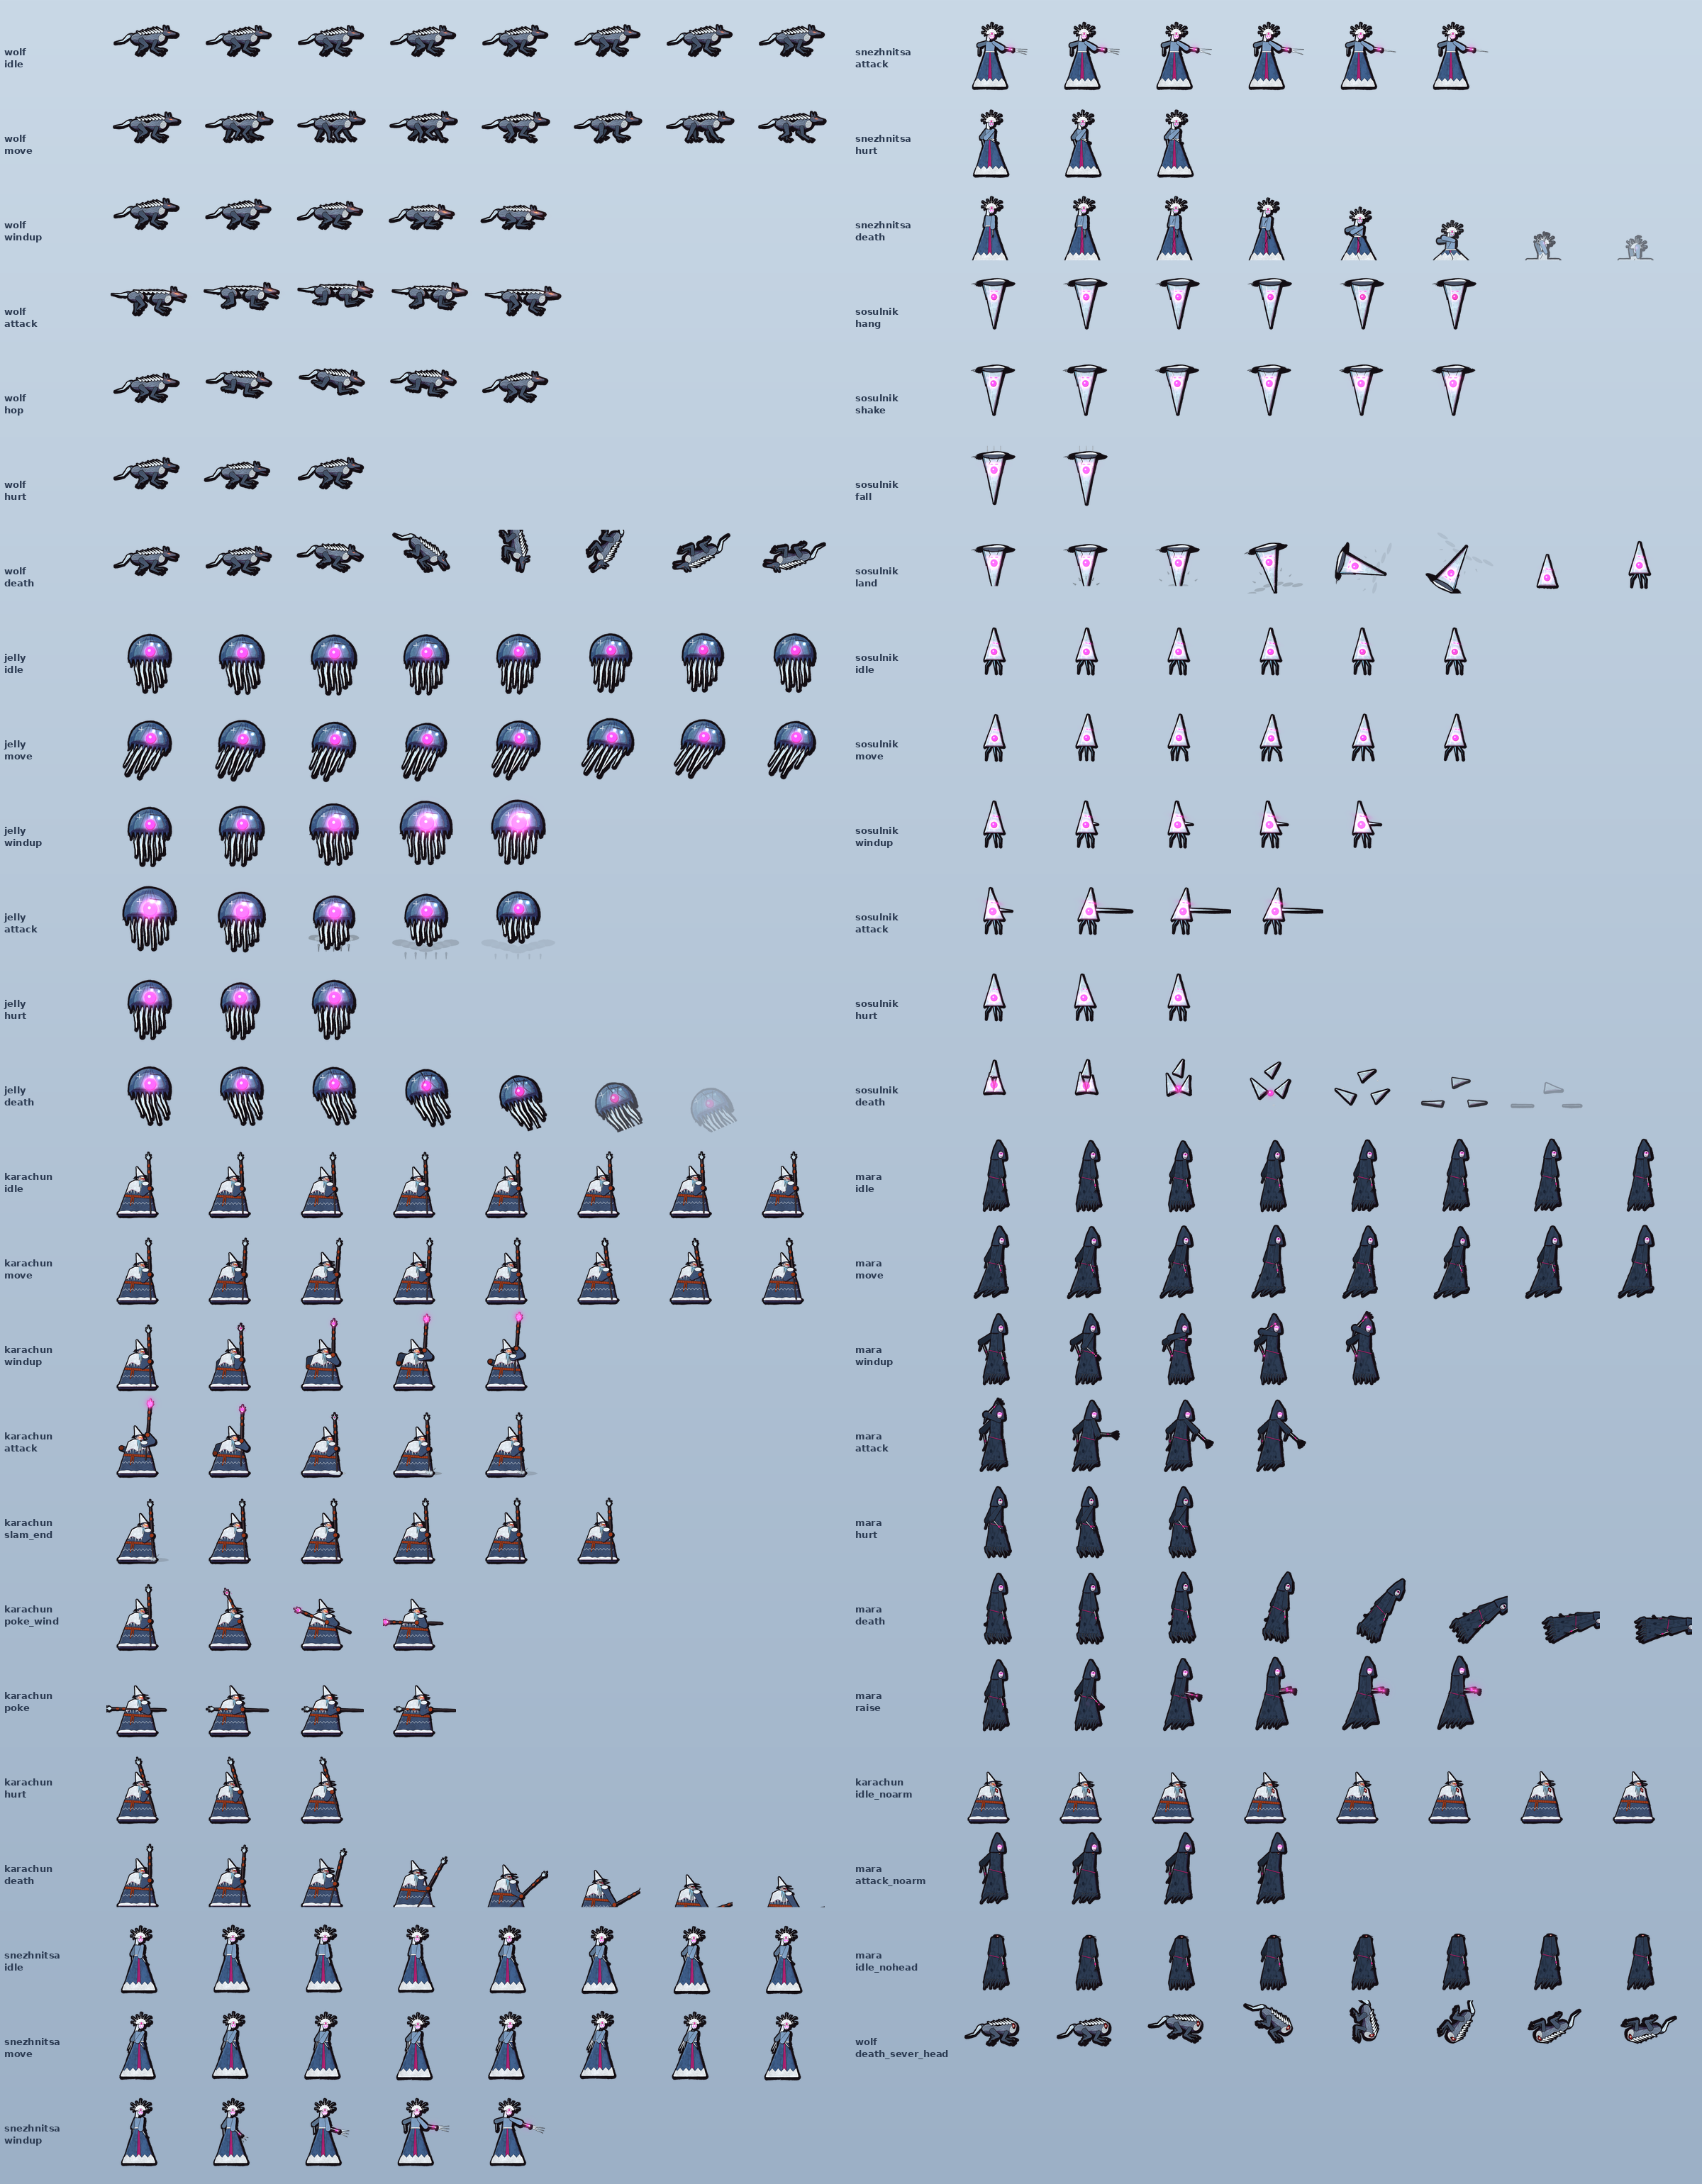 wolf
idle
wolf
move
wolf
windup
wolf
attack
wolf
hop
wolf
hurt
wolf
death
jelly
idle
jelly
move
jelly
windup
jelly
attack
jelly
hurt
jelly
death
karachun
idle
karachun
move
karachun
windup
karachun
attack
karachun
slam_end
karachun
poke_wind
karachun
poke
karachun
hurt
karachun
death
snezhnitsa
idle
snezhnitsa
move
snezhnitsa
windup
snezhnitsa
attack
snezhnitsa
hurt
snezhnitsa
death
sosulnik
hang
sosulnik
shake
sosulnik
fall
sosulnik
land
sosulnik
idle
sosulnik
move
sosulnik
windup
sosulnik
attack
sosulnik
hurt
sosulnik
death
mara
idle
mara
move
mara
windup
mara
attack
mara
hurt
mara
death
mara
raise
karachun
idle_noarm
mara
attack_noarm
mara
idle_nohead
wolf
death_sever_head